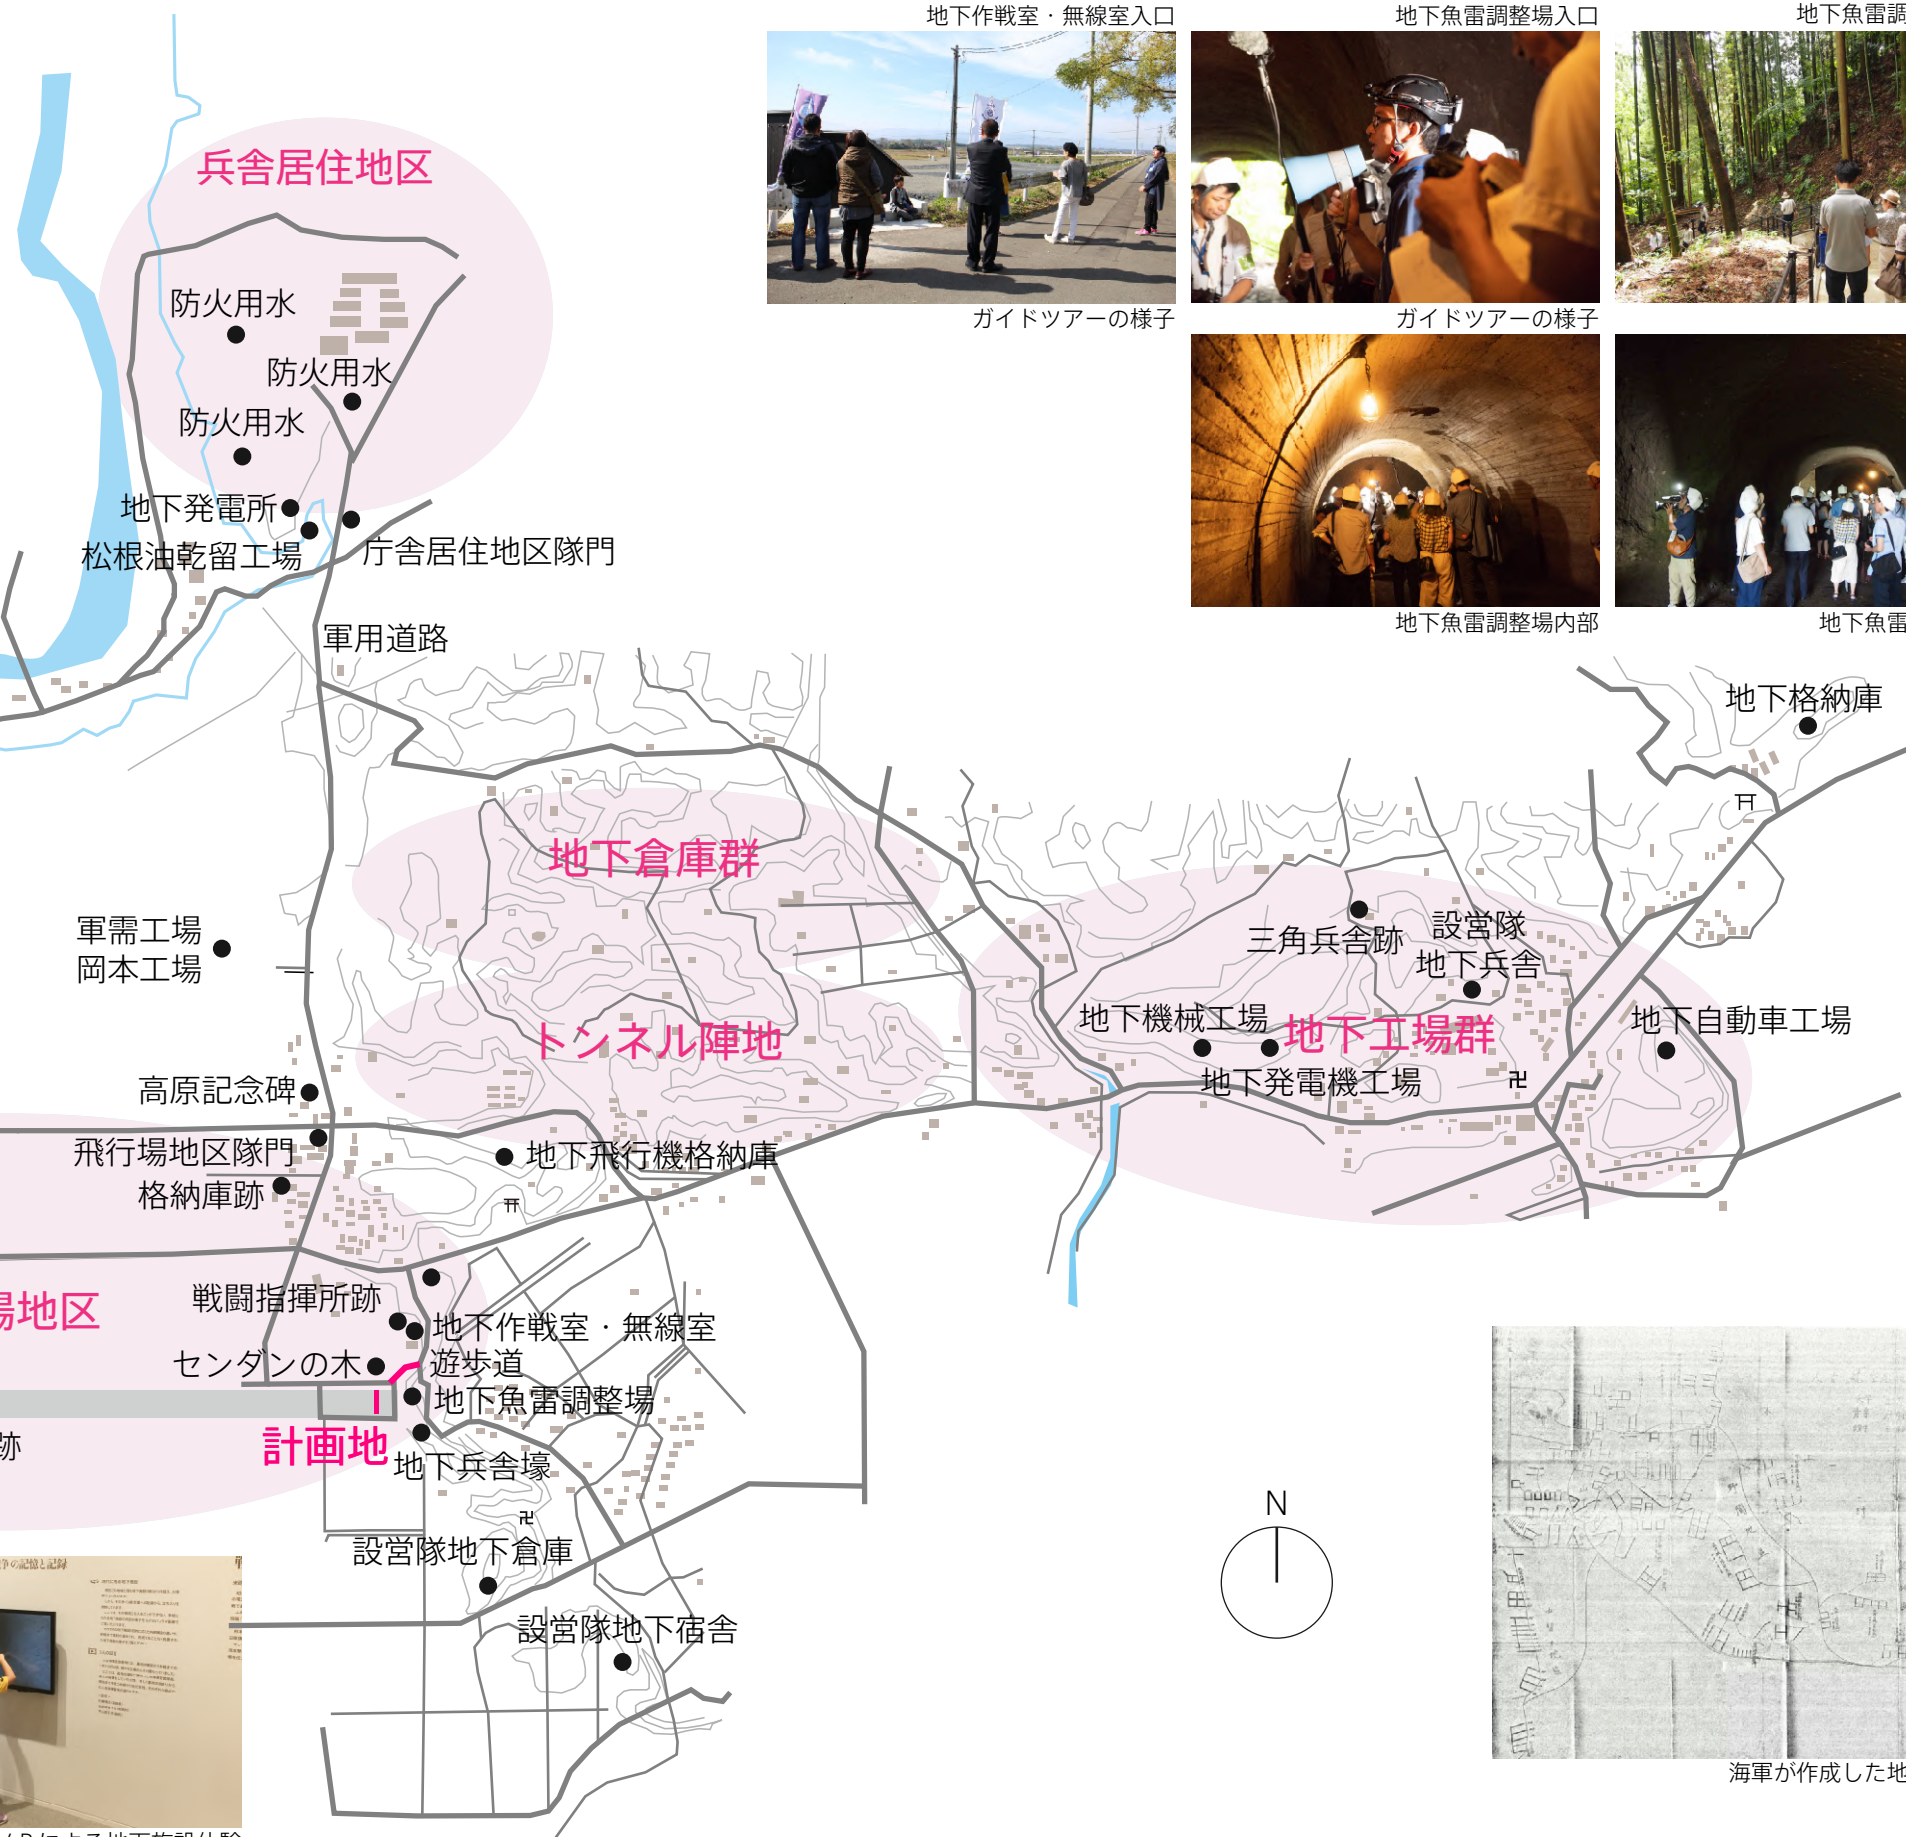 地下作戦室・無線室入口
地下魚雷調整場入口
地下魚雷調
ガイドツアーの様子
ガイドツアーの様子
地下魚雷調整場内部
地下魚雷
兵舎居住地区
防火用水
防火用水
防火用水
地下発電所
松根油乾留工場
庁舎居住地区隊門
軍用道路
地下格納庫
地下倉庫群
軍需工場
岡本工場
三角兵舎跡
設営隊
地下兵舎
地下機械工場
地下工場群
地下発電機工場
地下自動車工場
トンネル陣地
高原記念碑
飛行場地区隊門
格納庫跡
地下飛行機格納庫
場地区
戦闘指揮所跡
地下作戦室・無線室
センダンの木
遊歩道
地下魚雷調整場
跡
計画地
地下兵舎壕
設営隊地下倉庫
設営隊地下宿舎
N
争の記憶と記録
海軍が作成した地